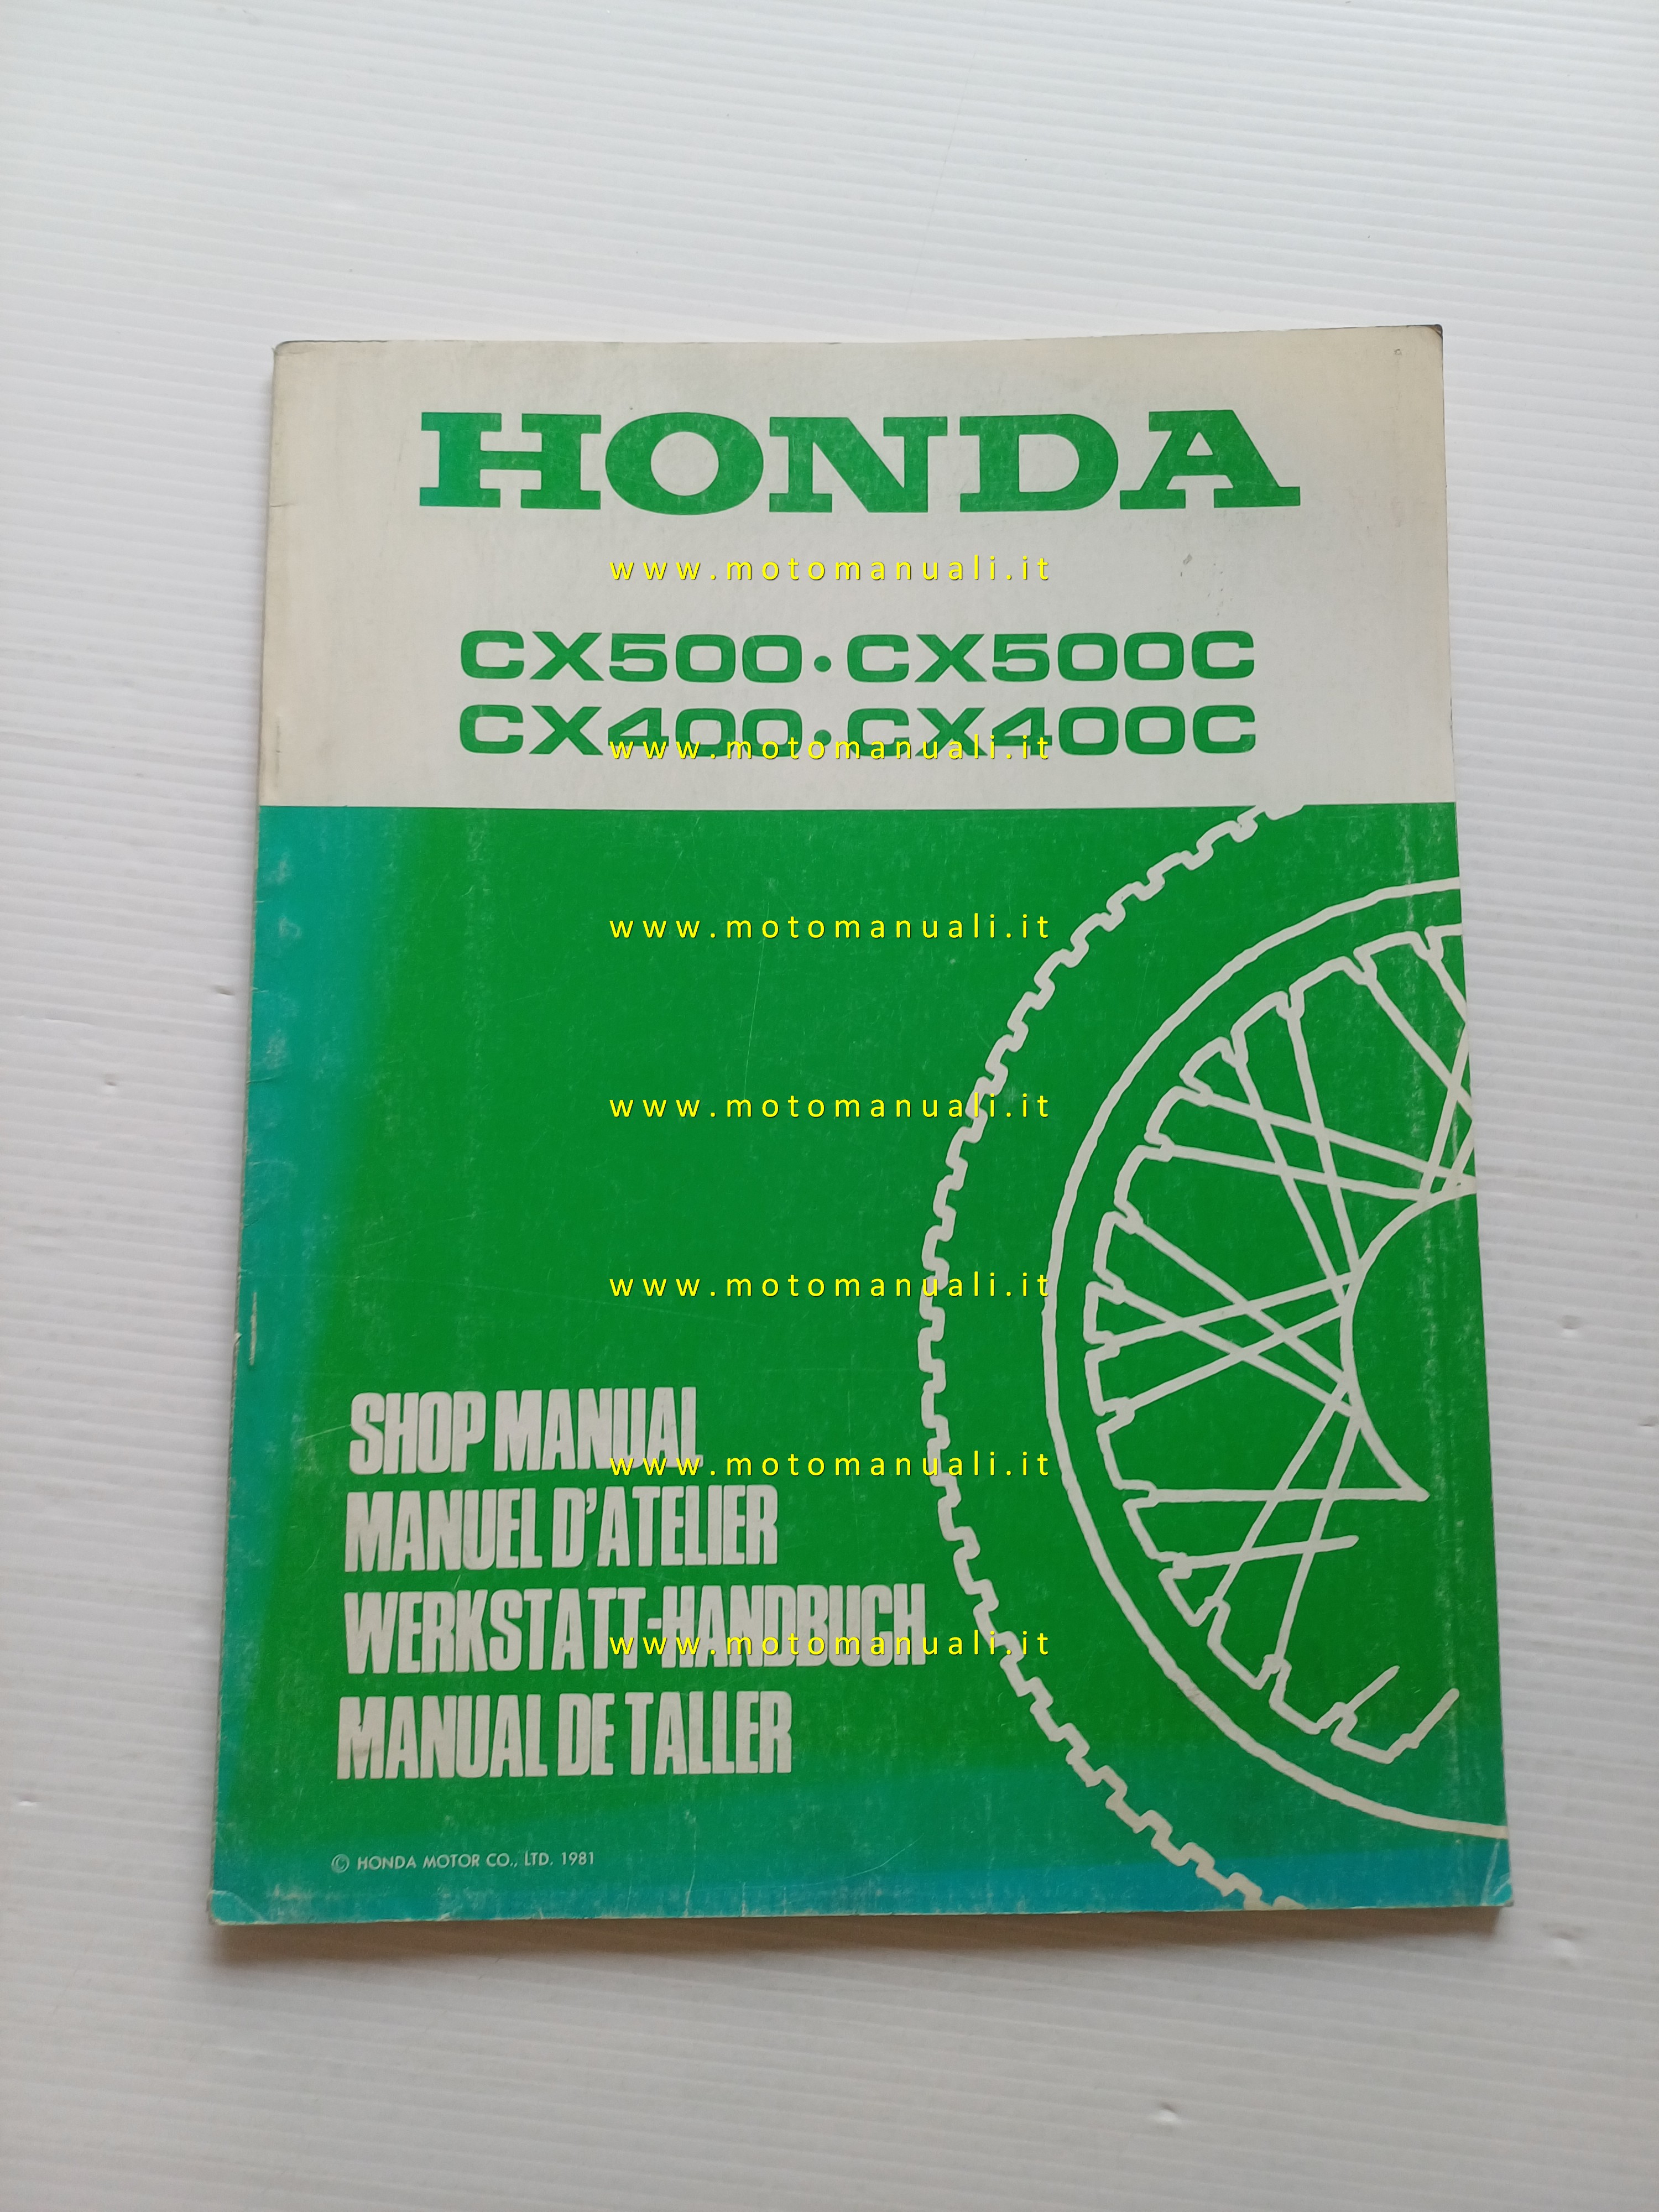 HONDA
www.motomanuali.it
CX500·CX500C
CX400·CX400C
www.motomanuali.it
www.motomanuali.it
www.motomanuali.it
www.motomanuali.it
SHOP MANUAL
www.motomanuali.it
MANUEL D'ATELIER
WERKSTATT-HANDBUCH
www.motomanuali.it
MANUAL DE TALLER
© HONDA MOTOR CO., LTD. 1981